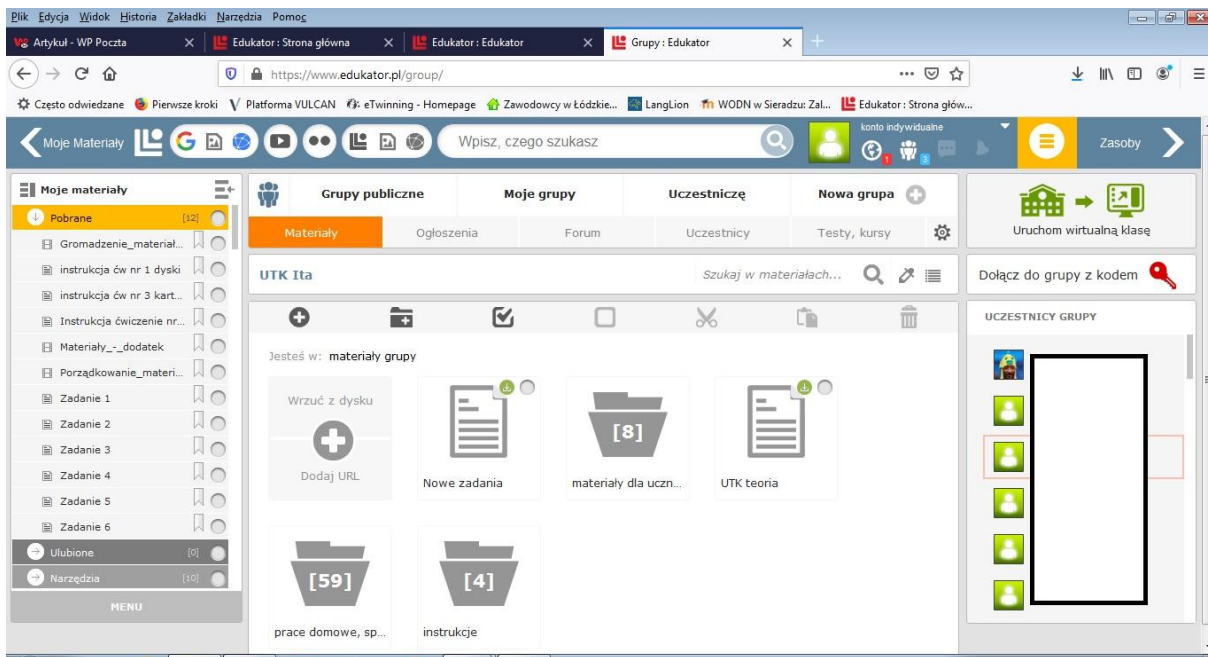 Plik Edycja Widok Historia Zakładki Narzędzia Pomoc
Artykuł - WP Poczta
Edukator : Strona główna
Edukator : Edukator
Grupy : Edukator
https://www.edukator.pl/group/
Często odwiedzane
Pierwsze kroki
Platforma VULCAN
eTwinning - Homepage
Zawodowcy w Łódzkie...
LangLion
WODN w Sieradzu: Zal...
Edukator : Strona głów...
Moje Materiały
Wpisz, czego szukasz
konto indywidualne
1
3
Zasoby
Moje materiały
Pobrane [12]
Gromadzenie_materiał...
instrukcja ćw nr 1 dyski
instrukcja ćw nr 3 kart...
Instrukcja ćwiczenie nr...
Materiały_-_dodatek
Porządkowanie_materi...
Zadanie 1
Zadanie 2
Zadanie 3
Zadanie 4
Zadanie 5
Zadanie 6
Ulubione [0]
Narzędzia [10]
MENU
Grupy publiczne
Moje grupy
Uczestniczę
Nowa grupa
Materiały
Ogłoszenia
Forum
Uczestnicy
Testy, kursy
UTK Ita
Szukaj w materiałach...
Jesteś w: materiały grupy
Wrzuć z dysku
Dodaj URL
Nowe zadania
[8]
materiały dla uczn...
UTK teoria
[59]
prace domowe, sp...
[4]
instrukcje
Uruchom wirtualną klasę
Dołącz do grupy z kodem
UCZESTNICY GRUPY